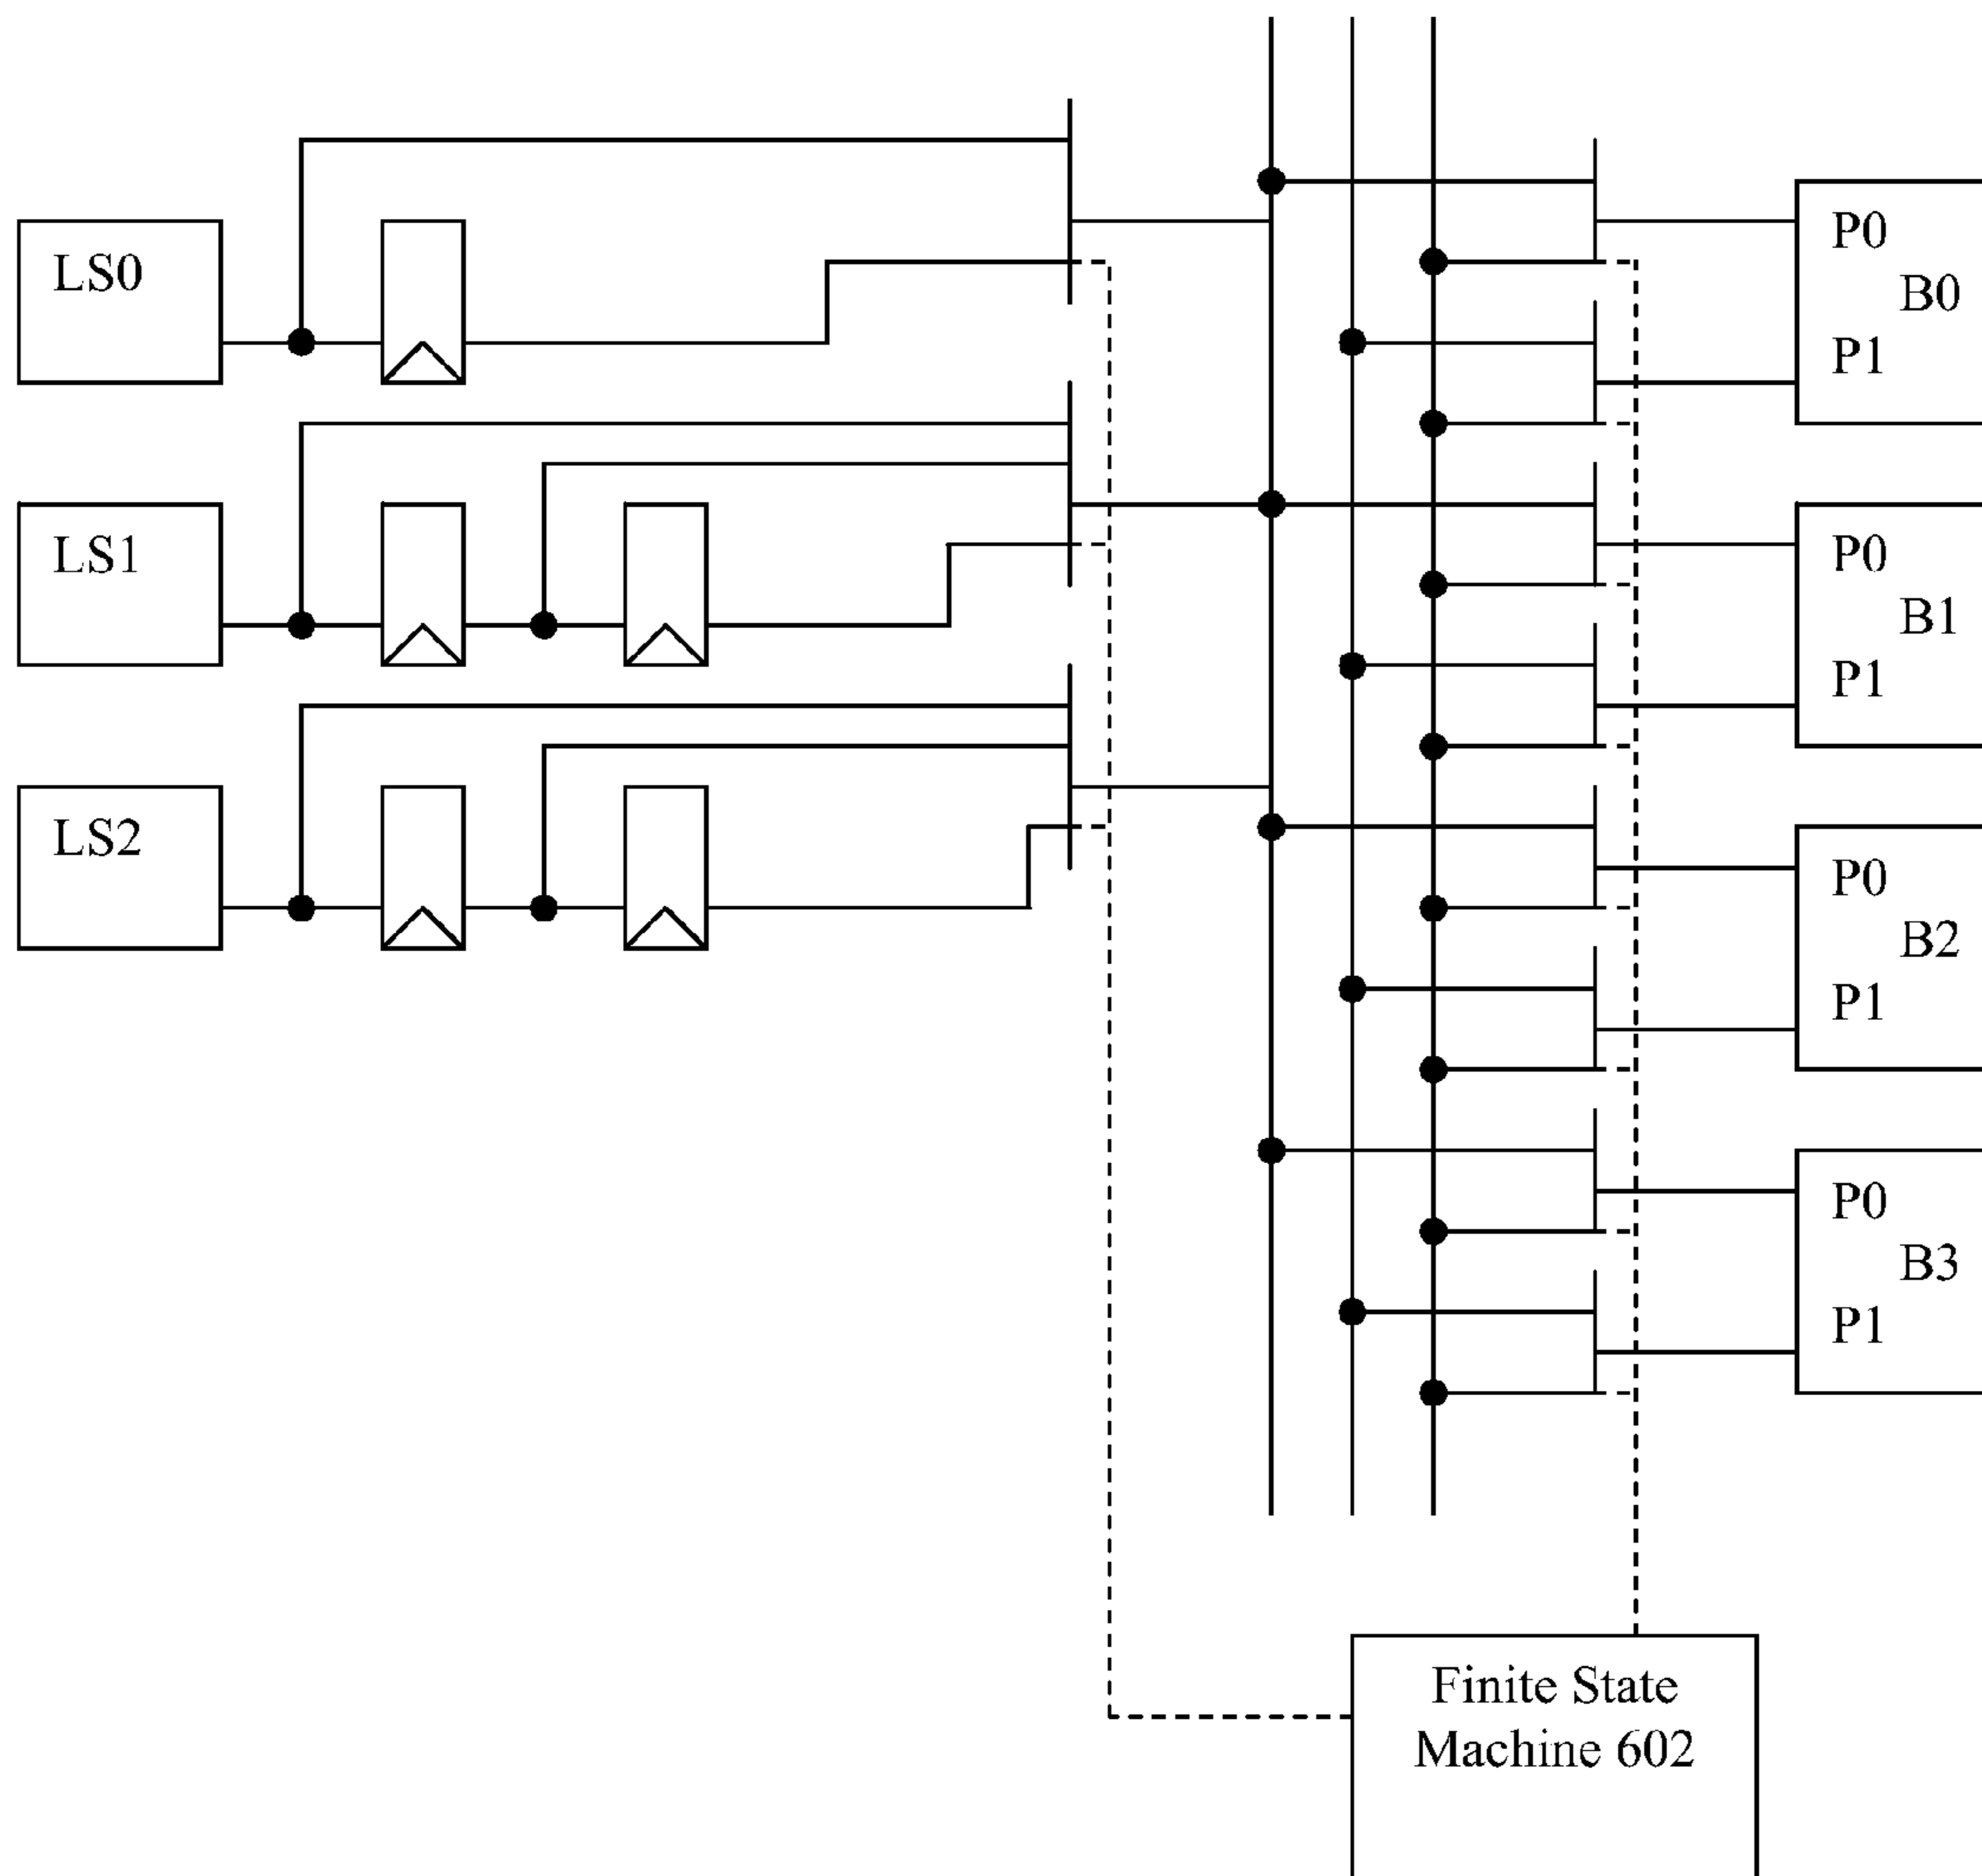 LS0
LS1
LS2
P0
B0
P1
P0
B1
P1
P0
B2
P1
P0
B3
P1
Finite State
Machine 602